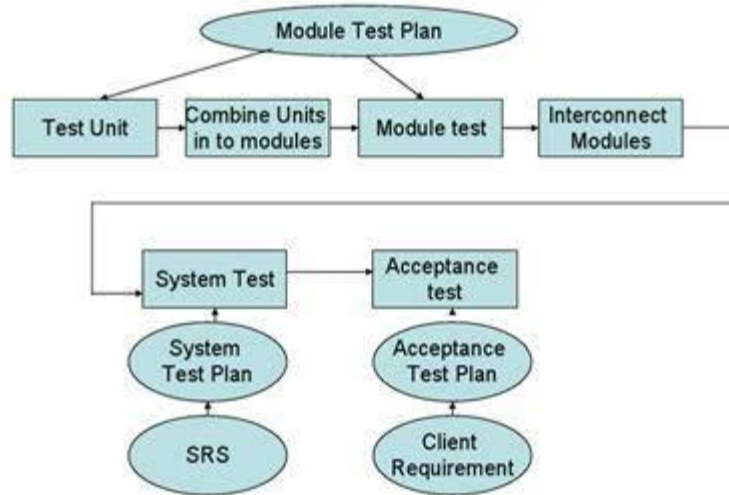 Module Test Plan
Test Unit
Combine Units
in to modules
Module test
Interconnect
Modules
System Test
Acceptance
test
System
Test Plan
Acceptance
Test Plan
SRS
Client
Requirement